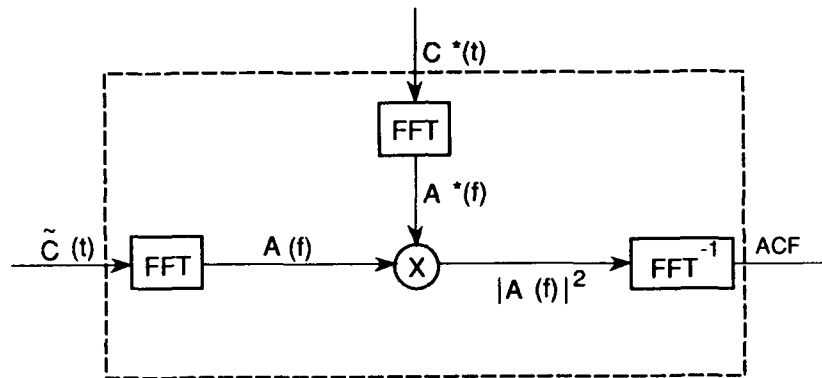 C *(t)
FFT
A *(f)
C̃ (t)
FFT
A (f)
X
|A (f)|²
FFT⁻¹
ACF